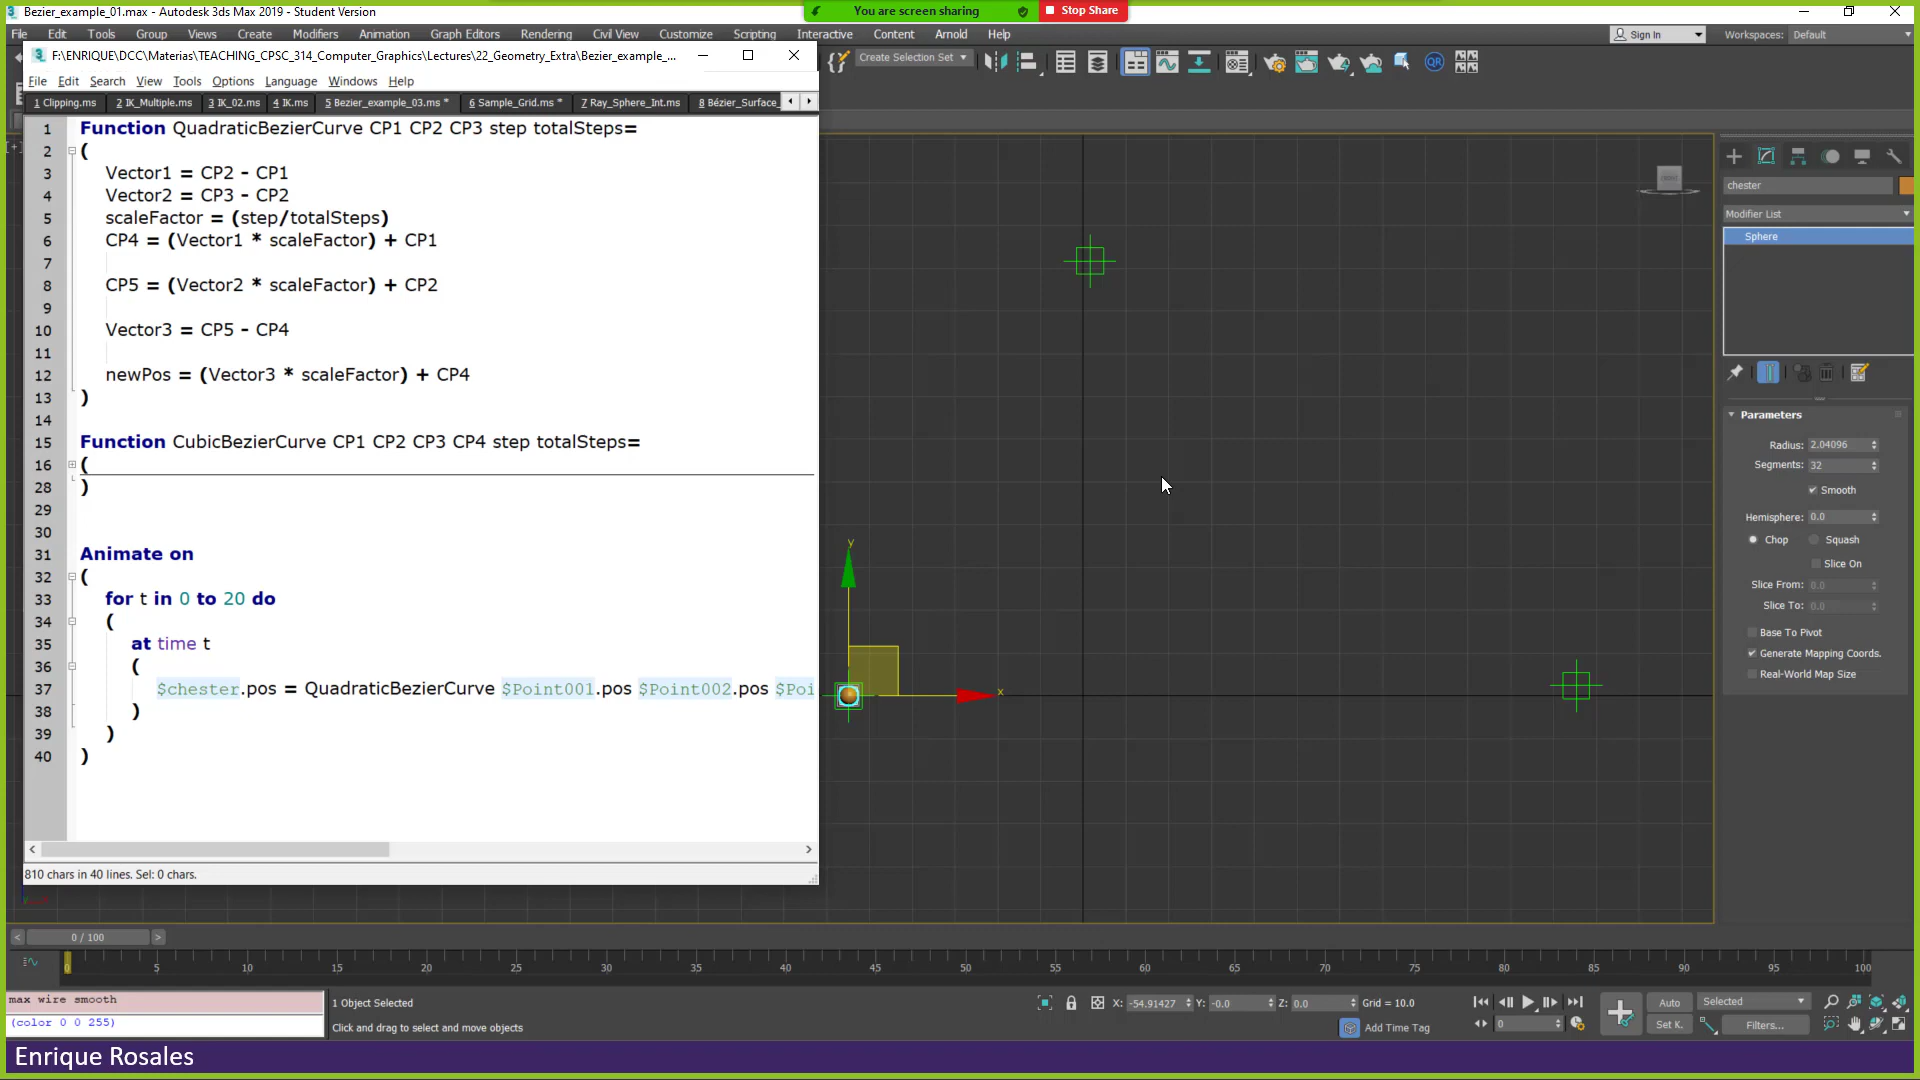 Bezier_example_01.max - Autodesk 3ds Max 2019 - Student Version
You are screen sharing
Stop Share
File Edit Tools Group Views Create Modifiers Animation Graph Editors Rendering Civil View Customize Scripting Interactive Content Arnold Help
Sign In
Workspaces: Default
F:\ENRIQUE\DCC\Materias\TEACHING_CPSC_314_Computer_Graphics\Lectures\22_Geometry_Extra\Bezier_example_...
Create Selection Set
File Edit Search View Tools Options Language Windows Help
1 Clipping.ms 2 IK_Multiple.ms 3 IK_02.ms 4 IK.ms 5 Bezier_example_03.ms * 6 Sample_Grid.ms * 7 Ray_Sphere_Int.ms 8 Bézier_Surface_
1 Function QuadraticBezierCurve CP1 CP2 CP3 step totalSteps=
2 (
3 Vector1 = CP2 - CP1
4 Vector2 = CP3 - CP2
5 scaleFactor = (step/totalSteps)
6 CP4 = (Vector1 * scaleFactor) + CP1
7
8 CP5 = (Vector2 * scaleFactor) + CP2
9
10 Vector3 = CP5 - CP4
11
12 newPos = (Vector3 * scaleFactor) + CP4
13 )
14
15 Function CubicBezierCurve CP1 CP2 CP3 CP4 step totalSteps=
16 (
28 )
29
30
31 Animate on
32 (
33 for t in 0 to 20 do
34 (
35 at time t
36 (
37 $chester.pos = QuadraticBezierCurve $Point001.pos $Point002.pos $Poi
38 )
39 )
40 )
810 chars in 40 lines. Sel: 0 chars.
y
x
chester
Modifier List
Sphere
Parameters
Radius: 2.04096
Segments: 32
Smooth
Hemisphere: 0.0
Chop Squash
Slice On
Slice From: 0.0
Slice To: 0.0
Base To Pivot
Generate Mapping Coords.
Real-World Map Size
0 / 100
0 5 10 15 20 25 30 35 40 45 50 55 60 65 70 75 80 85 90 95 100
max wire smooth
(color 0 0 255)
1 Object Selected
Click and drag to select and move objects
X: -54.91427 Y: -0.0 Z: 0.0 Grid = 10.0
Add Time Tag
0
Auto Selected
Set K. Filters...
Enrique Rosales